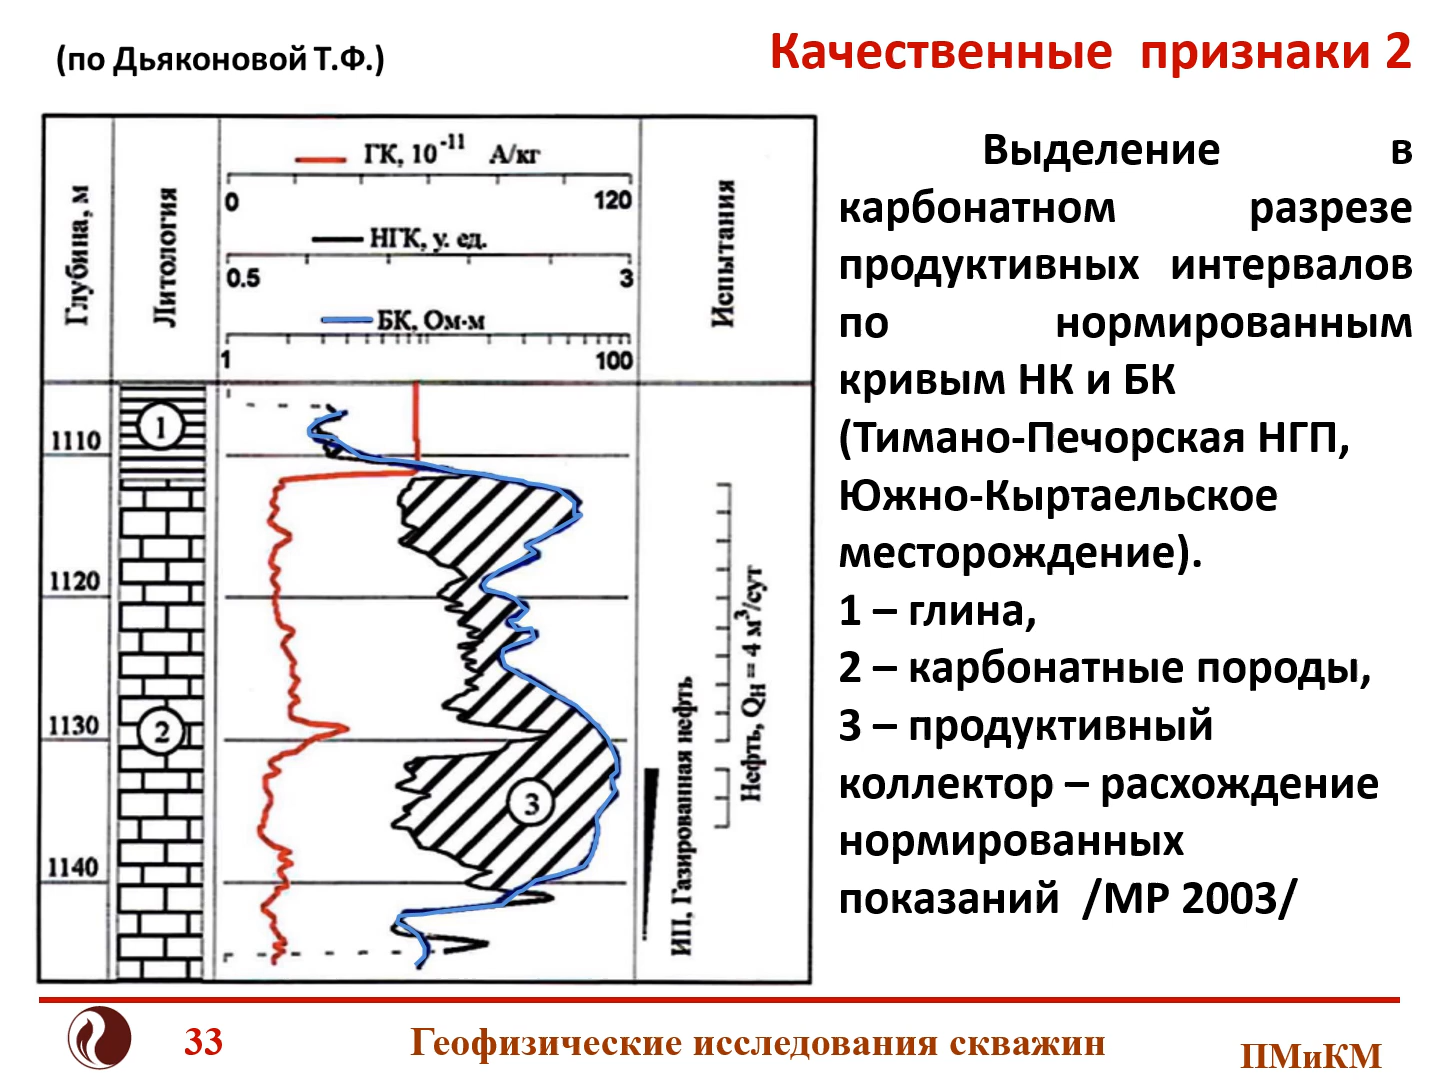 (по Дьяконовой Т.Ф.)
Качественные признаки 2
Глубина, м
Литология
ГК, 10⁻¹¹ А/кг
0 120
НГК, у. ед.
0.5 3
БК, Ом·м
1 100
Испытания
1
1110
1120
1130
2
3
1140
ИП, Газированная нефть
Нефть, Qн = 4 м³/сут
Выделение в
карбонатном разрезе
продуктивных интервалов
по нормированным
кривым НК и БК
(Тимано-Печорская НГП,
Южно-Кыртаельское
месторождение).
1 – глина,
2 – карбонатные породы,
3 – продуктивный
коллектор – расхождение
нормированных
показаний /МР 2003/
33
Геофизические исследования скважин
ПМиКМ